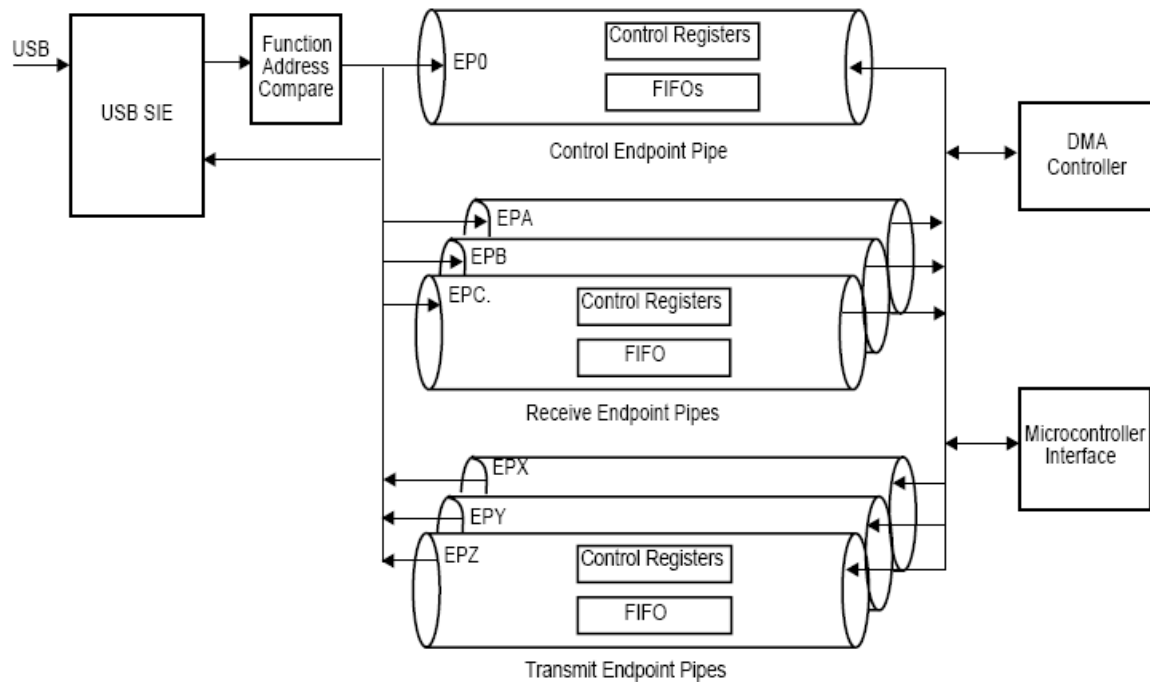 USB
USB SIE
Function
Address
Compare
EP0
Control Registers
FIFOs
Control Endpoint Pipe
DMA
Controller
EPA
EPB
EPC.
Control Registers
FIFO
Receive Endpoint Pipes
Microcontroller
Interface
EPX
EPY
EPZ
Control Registers
FIFO
Transmit Endpoint Pipes